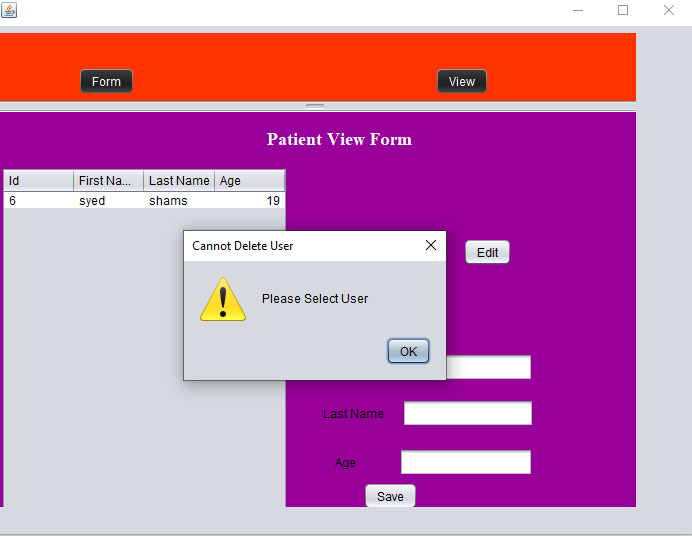 Form
View
Patient View Form
Id First Na... Last Name Age
6 syed shams 19
Cannot Delete User
Edit
Please Select User
OK
Last Name
Age
Save